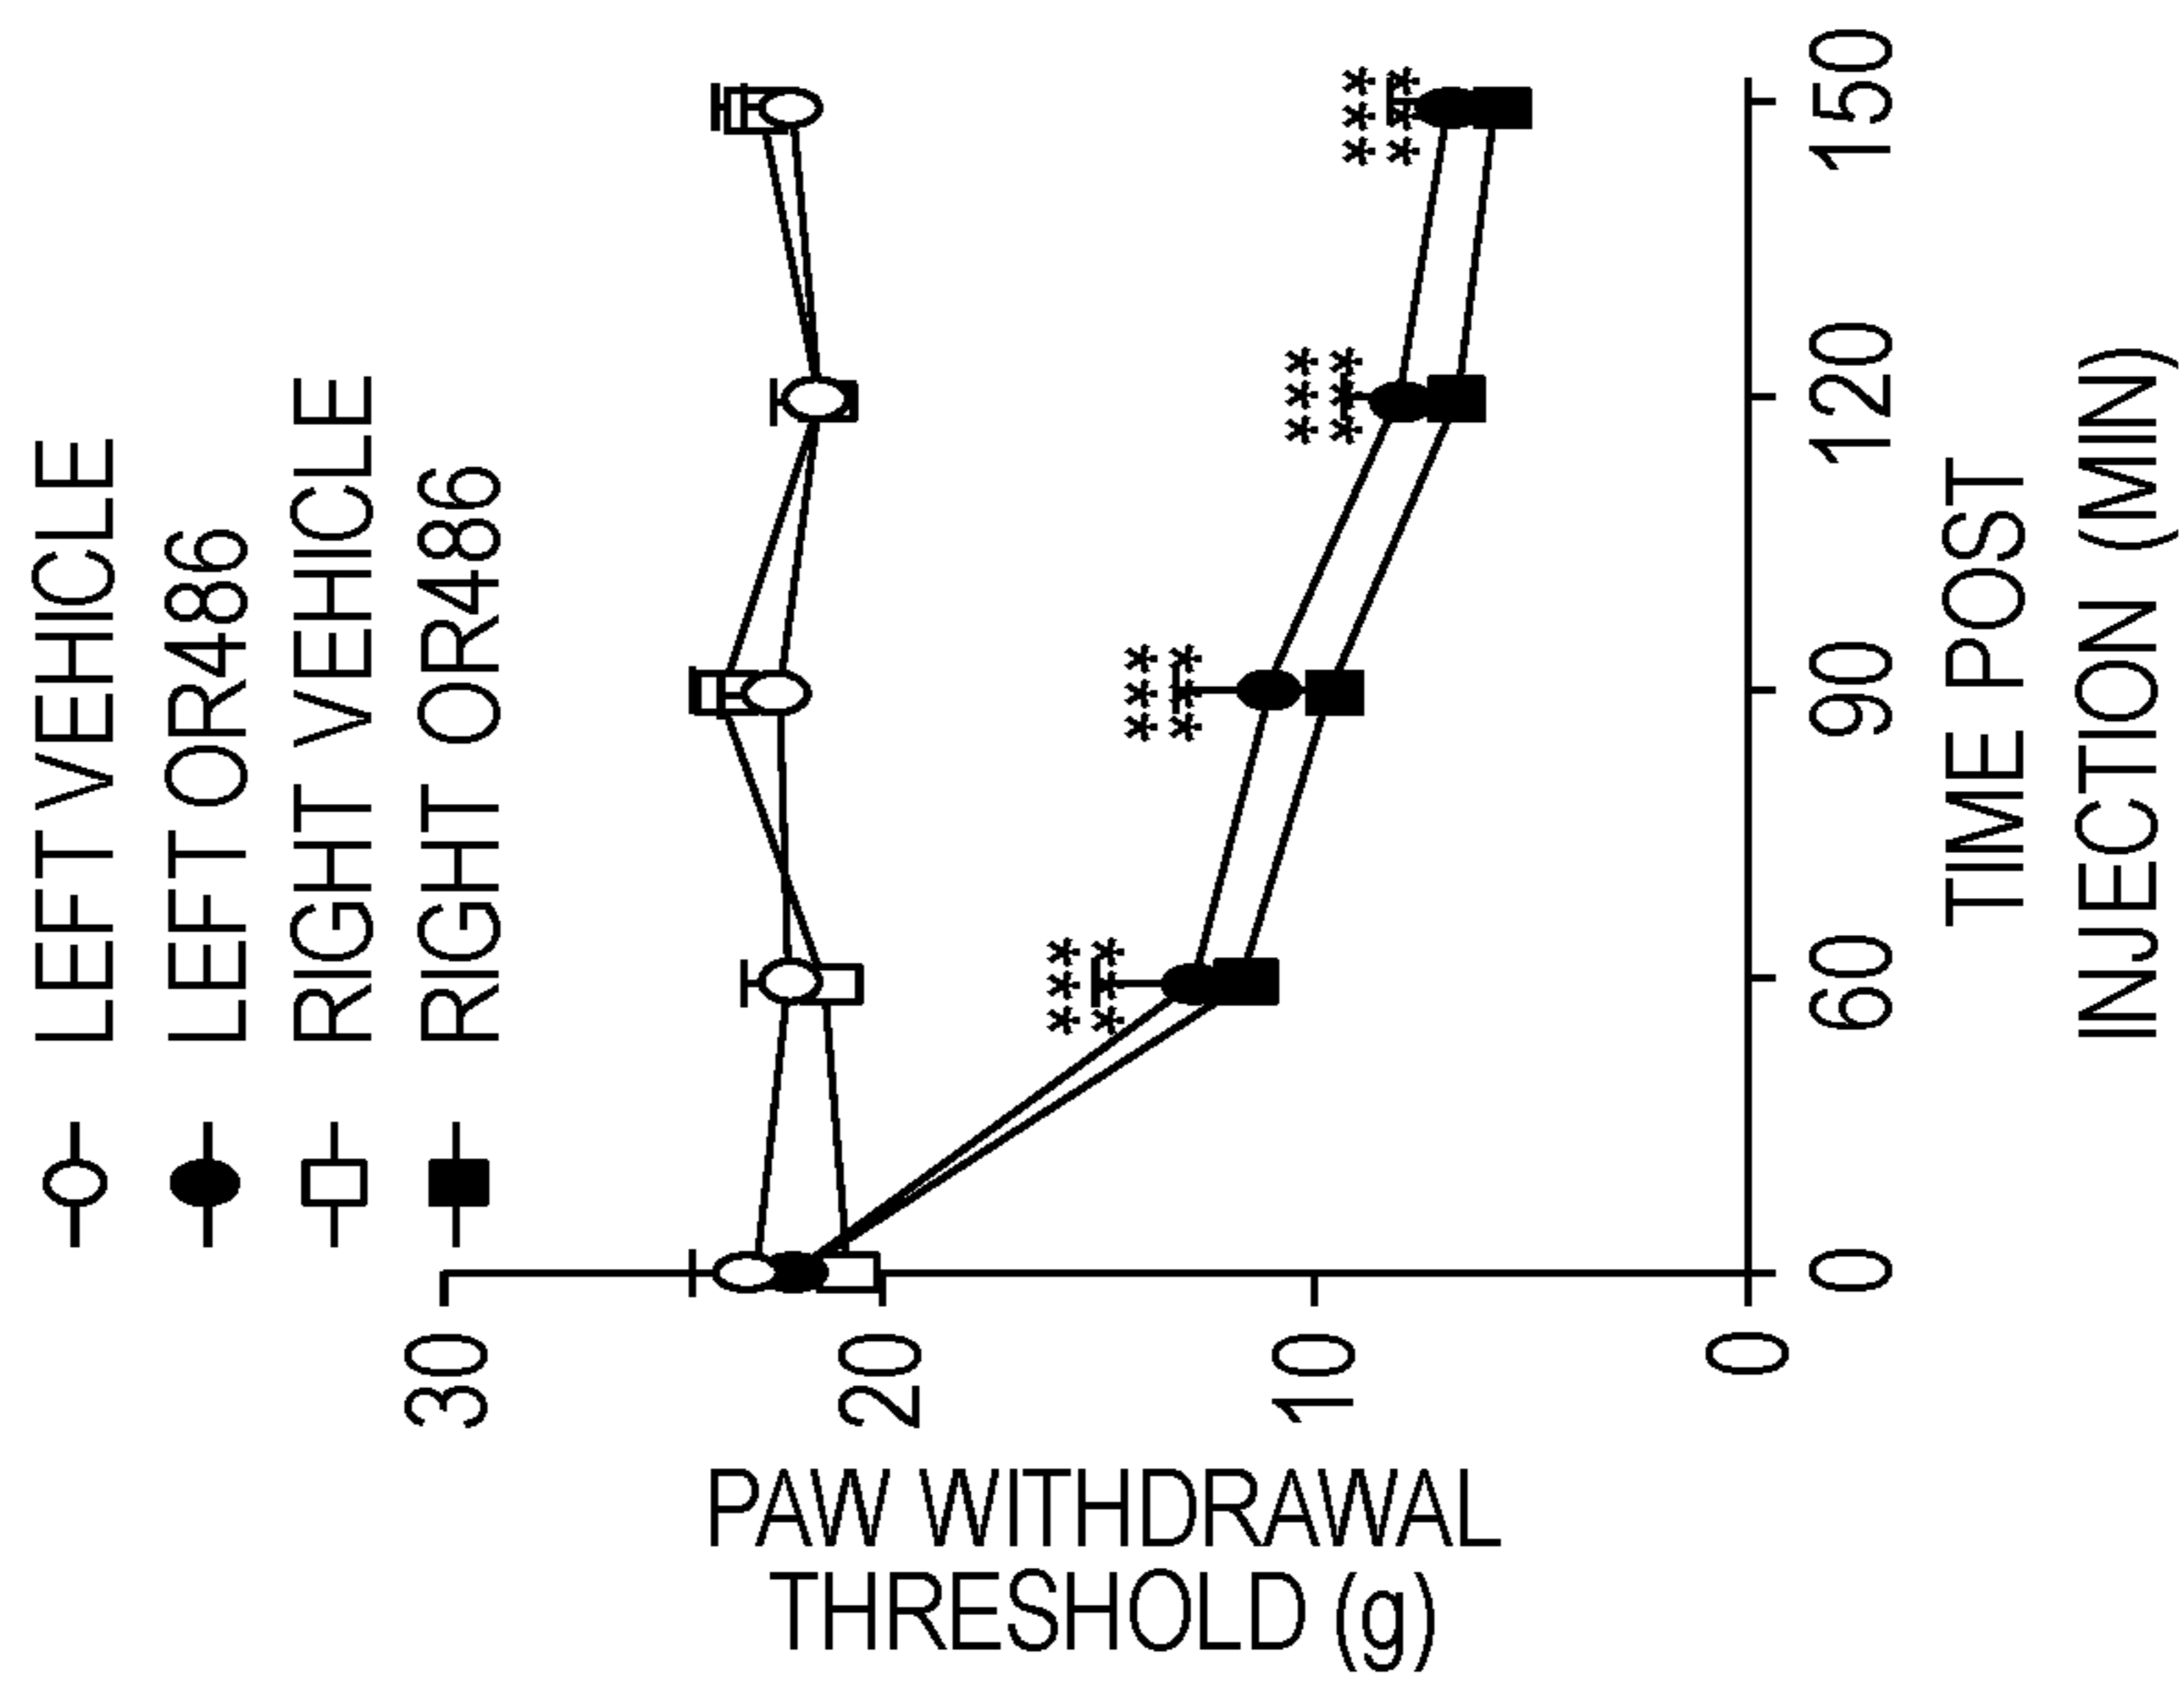 LEFT VEHICLE
LEFT OR486
RIGHT VEHICLE
RIGHT OR486
PAW WITHDRAWAL
THRESHOLD (g)
30
20
10
0
***
***
***
***
***
***
***
***
0 60 90 120 150
TIME POST
INJECTION (MIN)